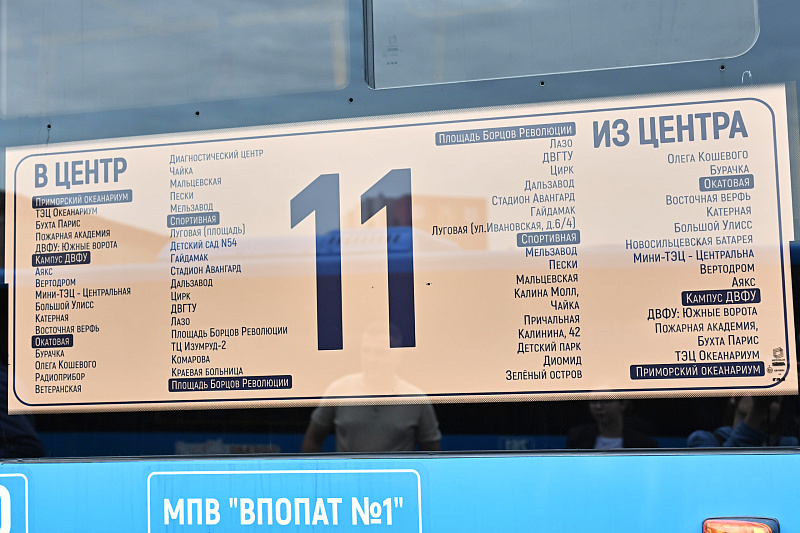 В ЦЕНТР
Приморский океанариум
ТЭЦ Океанариум
Бухта Парис
Пожарная академия
ДВФУ: Южные ворота
Кампус ДВФУ
Аякс
Вертодром
Мини-ТЭЦ - Центральная
Большой Улисс
Катерная
Восточная верфь
Окатовая
Бурачка
Олега Кошевого
Радиоприбор
Ветеранская
Диагностический центр
Чайка
Мальцевская
Пески
Мельзавод
Спортивная
Луговая (площадь)
Детский сад N54
Гайдамак
Стадион Авангард
Дальзавод
Цирк
ДВГТУ
Лазо
Площадь Борцов Революции
ТЦ Изумруд-2
Комарова
Краевая больница
Площадь Борцов Революции
11
Площадь Борцов Революции
Лазо
ДВГТУ
Цирк
Дальзавод
Стадион Авангард
Гайдамак
Луговая (ул.Ивановская, д.6/4)
Спортивная
Мельзавод
Пески
Мальцевская
Калина Молл,
Чайка
Причальная
Калинина, 42
Детский парк
Диомид
Зелёный остров
ИЗ ЦЕНТРА
Олега Кошевого
Бурачка
Окатовая
Восточная верфь
Катерная
Большой Улисс
Новосильцевская батарея
Мини-ТЭЦ - Центральна
Вертодром
Аякс
Кампус ДВФУ
ДВФУ: Южные ворота
Пожарная академия,
Бухта Парис
ТЭЦ Океанариум
Приморский океанариум
МПВ "ВПОПАТ №1"